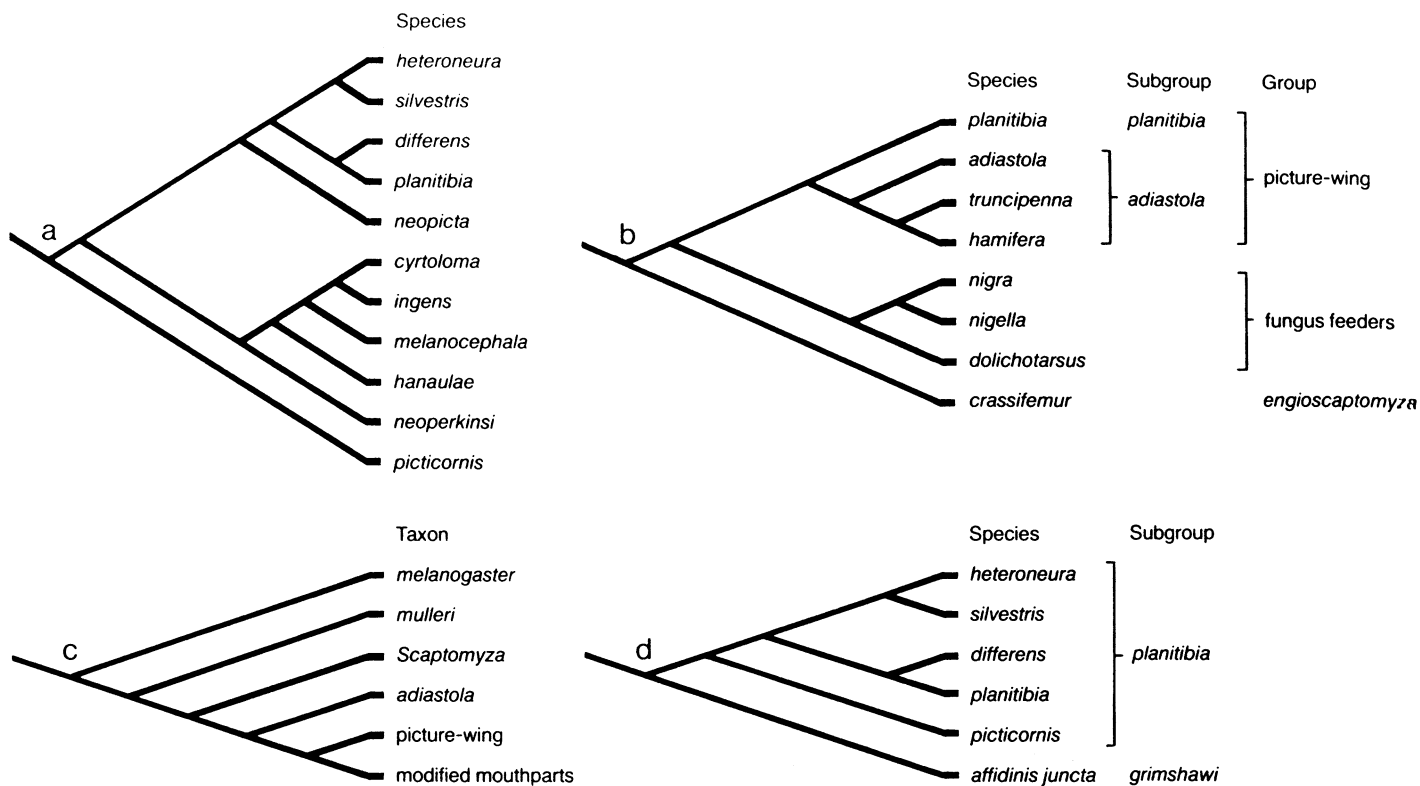 Species
heteroneura
silvestris
differens
planitibia
neopicta
a
cyrtoloma
ingens
melanocephala
hanaulae
neoperkinsi
picticornis
Species Subgroup Group
planitibia planitibia
adiastola
picture-wing
truncipenna adiastola
b
hamifera
nigra
nigella fungus feeders
dolichotarsus
crassifemur engioscaptomyza
Taxon
melanogaster
mulleri
c
Scaptomyza
adiastola
picture-wing
modified mouthparts
Species Subgroup
heteroneura
silvestris
d
differens planitibia
planitibia
picticornis
affidinis juncta grimshawi